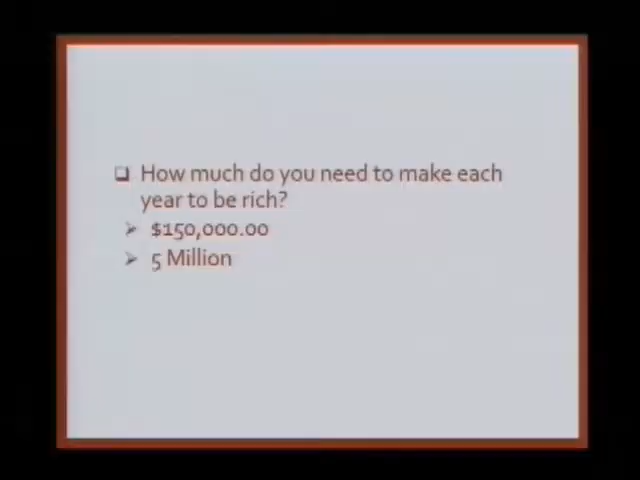 How much do you need to make each
year to be rich?
$150,000.00
5 Million